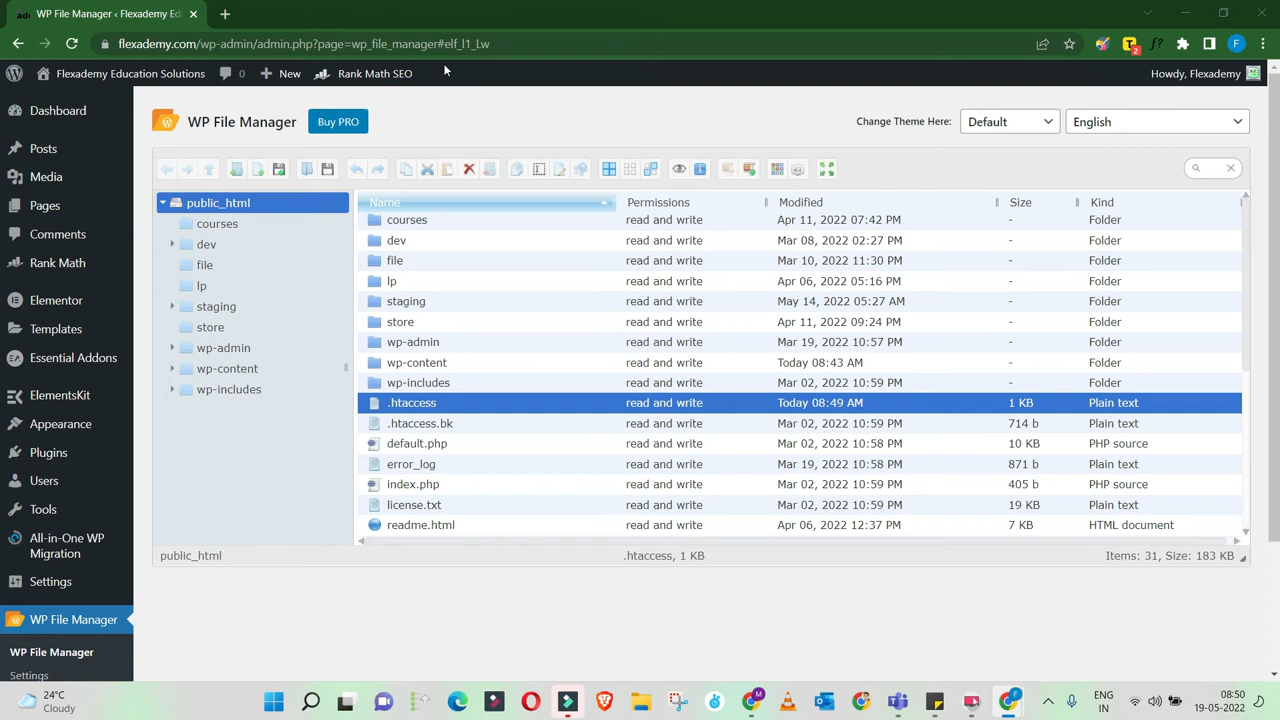 WP File Manager ‹ Flexademy Ed
flexademy.com/wp-admin/admin.php?page=wp_file_manager#elf_l1_Lw
2
F
Flexademy Education Solutions
0
New
Rank Math SEO
Howdy, Flexademy
Dashboard
Posts
Media
Pages
Comments
Rank Math
Elementor
Templates
Essential Addons
ElementsKit
Appearance
Plugins
Users
Tools
All-in-One WP
Migration
Settings
WP File Manager
WP File Manager
Settings
WP File Manager
Buy PRO
Change Theme Here:
Default
English
public_html
courses
dev
file
lp
staging
store
wp-admin
wp-content
wp-includes
Name Permissions Modified Size Kind
courses read and write Apr 11, 2022 07:42 PM - Folder
dev read and write Mar 08, 2022 02:27 PM - Folder
file read and write Mar 10, 2022 11:30 PM - Folder
lp read and write Apr 06, 2022 05:16 PM - Folder
staging read and write May 14, 2022 05:27 AM - Folder
store read and write Apr 11, 2022 09:24 PM - Folder
wp-admin read and write Mar 19, 2022 10:57 PM - Folder
wp-content read and write Today 08:43 AM - Folder
wp-includes read and write Mar 02, 2022 10:59 PM - Folder
.htaccess read and write Today 08:49 AM 1 KB Plain text
.htaccess.bk read and write Mar 02, 2022 10:59 PM 714 b Plain text
default.php read and write Mar 02, 2022 10:58 PM 10 KB PHP source
error_log read and write Mar 19, 2022 10:58 PM 871 b Plain text
index.php read and write Mar 02, 2022 10:59 PM 405 b PHP source
license.txt read and write Mar 02, 2022 10:59 PM 19 KB Plain text
readme.html read and write Apr 06, 2022 12:37 PM 7 KB HTML document
public_html
.htaccess, 1 KB
Items: 31, Size: 183 KB
24°C
Cloudy
ENG
IN
08:50
19-05-2022